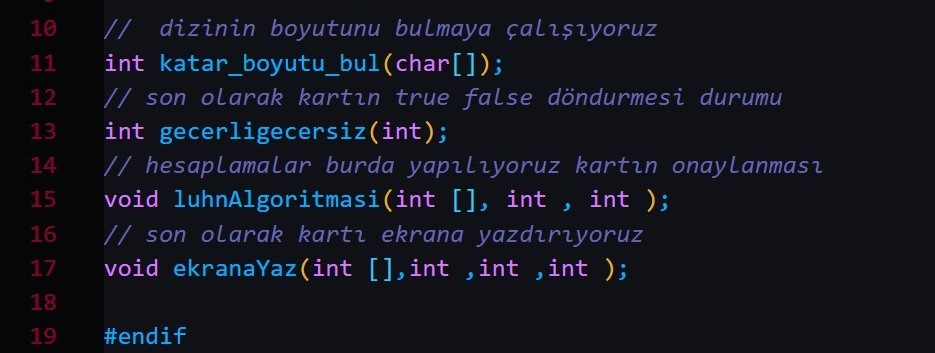 10 //  dizinin boyutunu bulmaya çalışıyoruz
11 int katar_boyutu_bul(char[]);
12 // son olarak kartın true false döndurmesi durumu
13 int gecerligecersiz(int);
14 // hesaplamalar burda yapılıyoruz kartın onaylanması
15 void luhnAlgoritmasi(int [], int , int );
16 // son olarak kartı ekrana yazdırıyoruz
17 void ekranaYaz(int [],int ,int ,int );
18
19 #endif